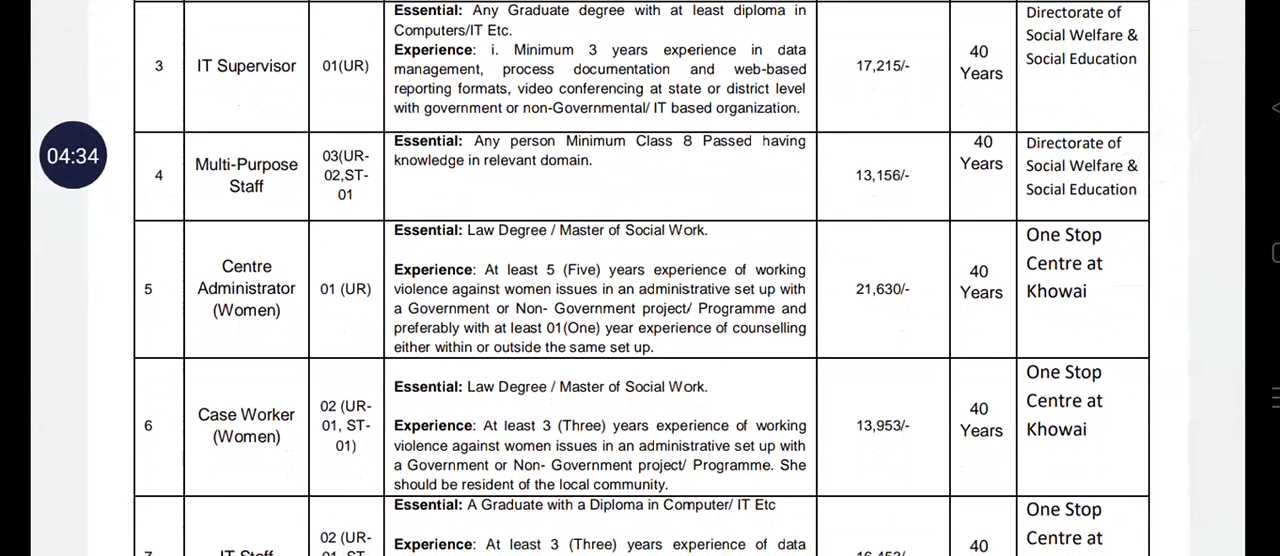 Essential: Any Graduate degree with at least diploma in
Computers/IT Etc.
3
IT Supervisor
01(UR)
Experience: i. Minimum 3 years experience in data
management, process documentation and web-based
reporting formats, video conferencing at state or district level
with government or non-Governmental/ IT based organization.
17,215/-
40
Years
Directorate of
Social Welfare &
Social Education
04:34
4
Multi-Purpose
Staff
03(UR-
02,ST-
01
Essential: Any person Minimum Class 8 Passed having
knowledge in relevant domain.
13,156/-
40
Years
Directorate of
Social Welfare &
Social Education
5
Centre
Administrator
(Women)
01 (UR)
Essential: Law Degree / Master of Social Work.
Experience: At least 5 (Five) years experience of working
violence against women issues in an administrative set up with
a Government or Non- Government project/ Programme and
preferably with at least 01(One) year experience of counselling
either within or outside the same set up.
21,630/-
40
Years
One Stop
Centre at
Khowai
6
Case Worker
(Women)
02 (UR-
01, ST-
01)
Essential: Law Degree / Master of Social Work.
Experience: At least 3 (Three) years experience of working
violence against women issues in an administrative set up with
a Government or Non- Government project/ Programme. She
should be resident of the local community.
13,953/-
40
Years
One Stop
Centre at
Khowai
7
IT Staff
02 (UR-
Essential: A Graduate with a Diploma in Computer/ IT Etc
Experience: At least 3 (Three) years experience of data
40
One Stop
Centre at